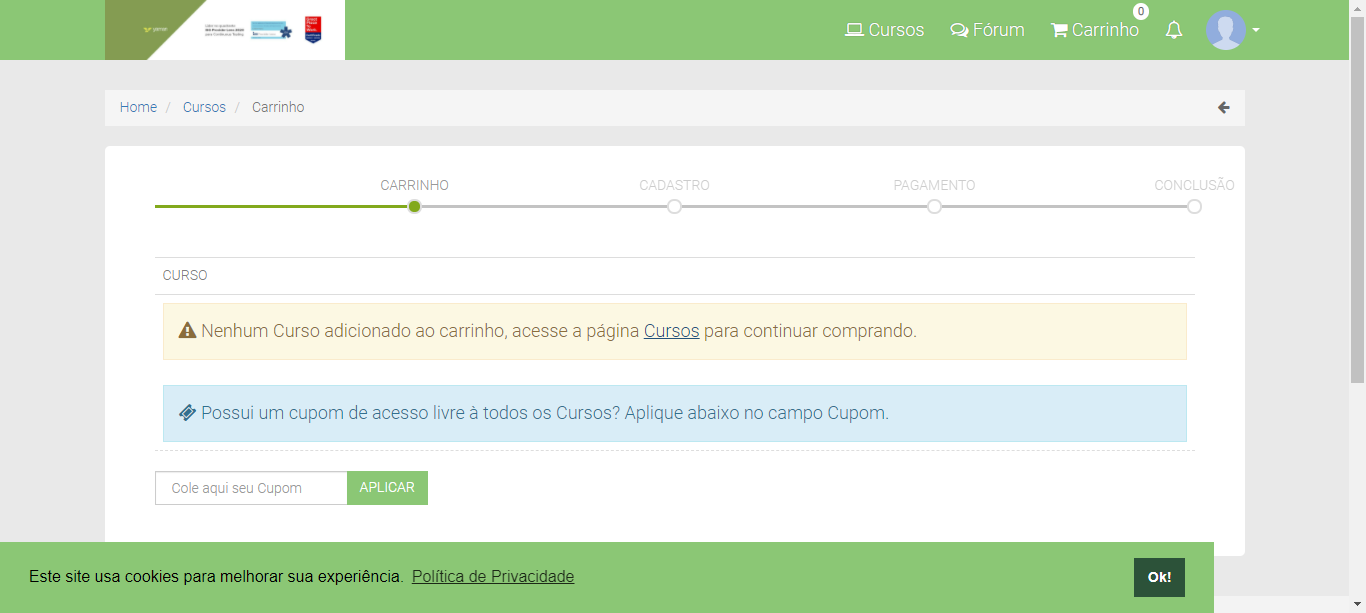 Cursos Fórum Carrinho 0
Home / Cursos / Carrinho
CARRINHO CADASTRO PAGAMENTO CONCLUSÃO
CURSO
Nenhum Curso adicionado ao carrinho, acesse a página Cursos para continuar comprando.
Possui um cupom de acesso livre à todos os Cursos? Aplique abaixo no campo Cupom.
Cole aqui seu Cupom APLICAR
Este site usa cookies para melhorar sua experiência. Política de Privacidade Ok!